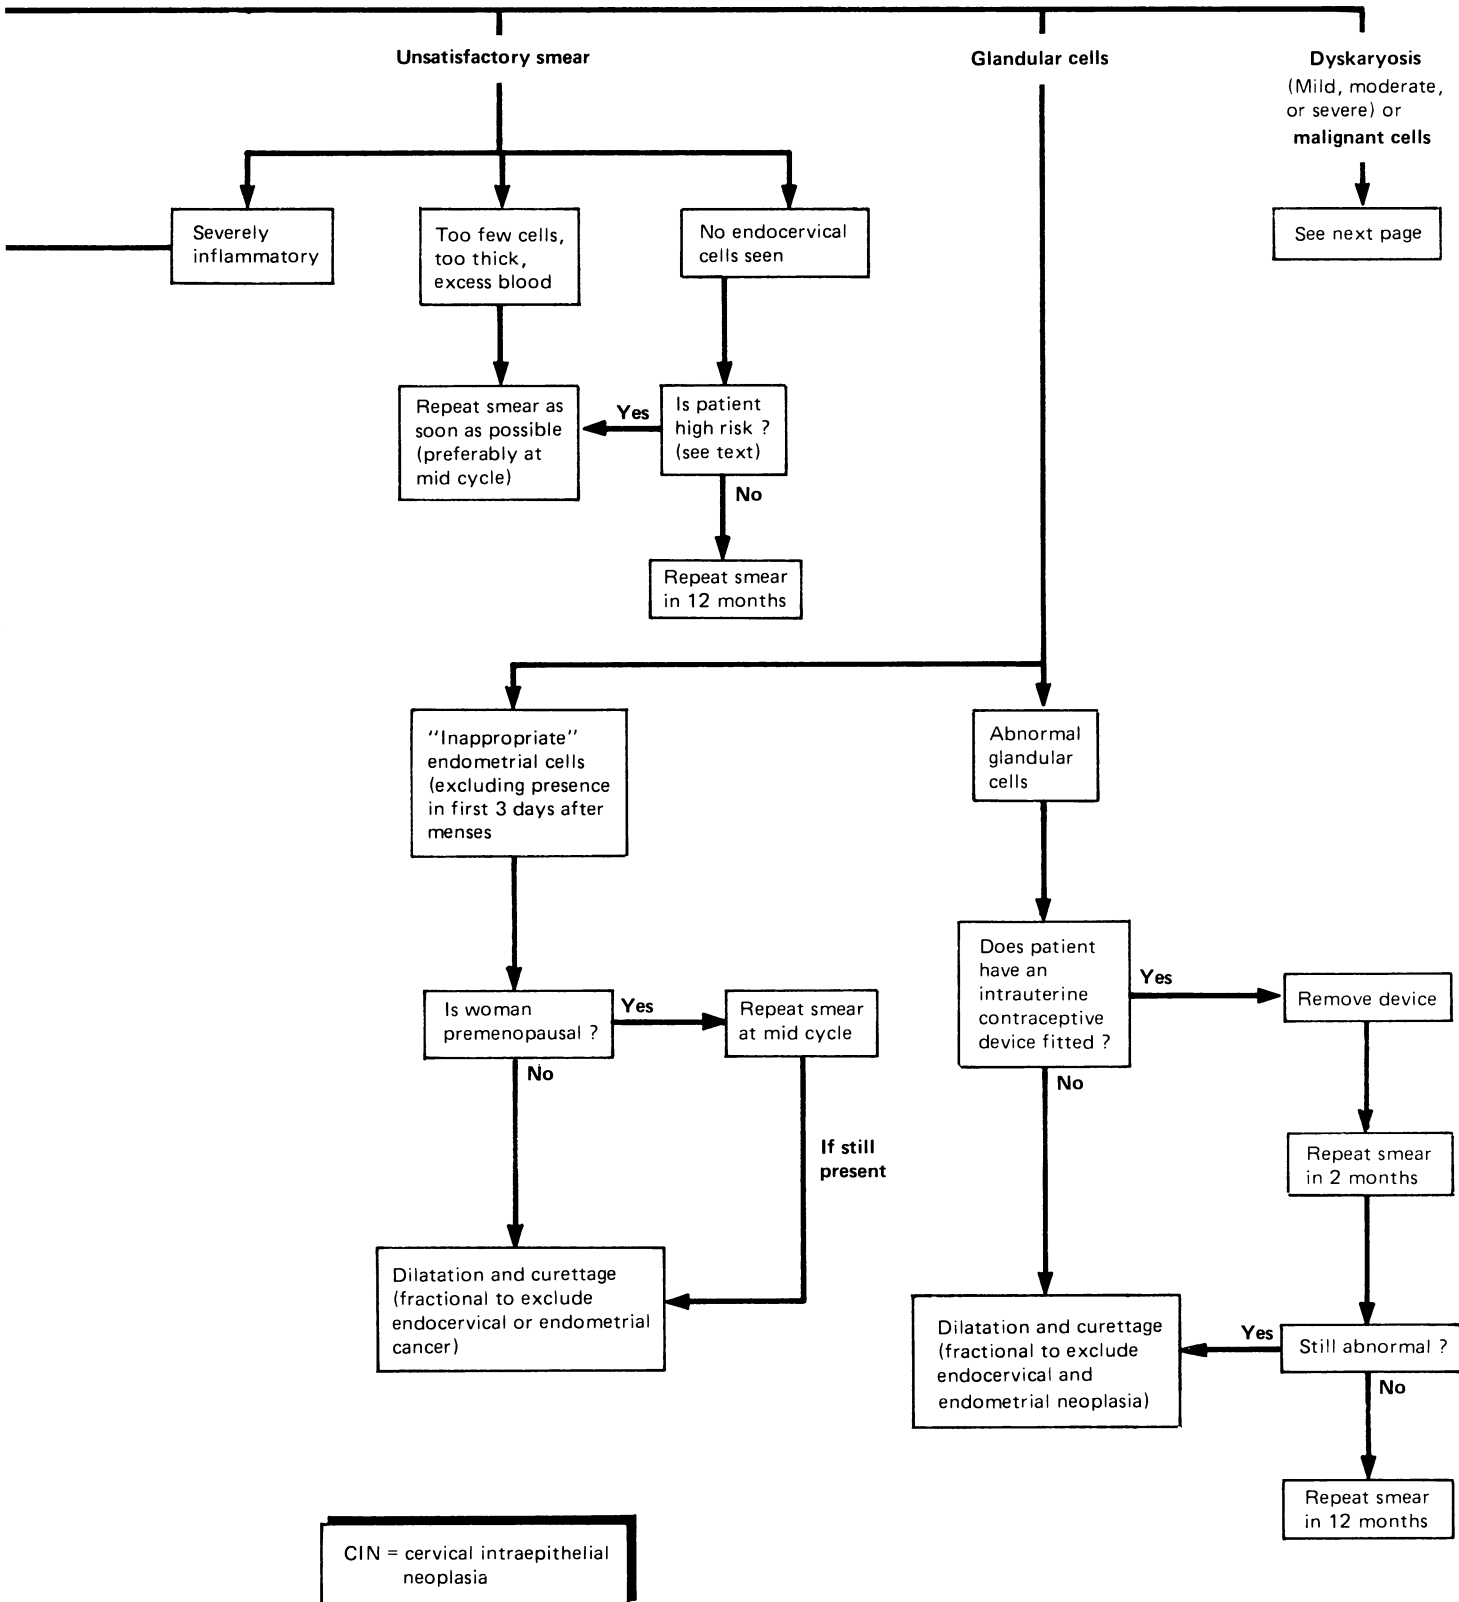 Unsatisfactory smear
Glandular cells
Dyskaryosis
(Mild, moderate,
or severe) or
malignant cells
Severely
inflammatory
Too few cells,
too thick,
excess blood
No endocervical
cells seen
See next page
Repeat smear as
soon as possible
(preferably at
mid cycle)
Yes
Is patient
high risk ?
(see text)
No
Repeat smear
in 12 months
"Inappropriate"
endometrial cells
(excluding presence
in first 3 days after
menses
Abnormal
glandular
cells
Is woman
premenopausal ?
Yes
Repeat smear
at mid cycle
No
If still
present
Dilatation and curettage
(fractional to exclude
endocervical or endometrial
cancer)
Does patient
have an
intrauterine
contraceptive
device fitted ?
Yes
Remove device
No
Repeat smear
in 2 months
Dilatation and curettage
(fractional to exclude
endocervical and
endometrial neoplasia)
Yes
Still abnormal ?
No
Repeat smear
in 12 months
CIN = cervical intraepithelial
neoplasia